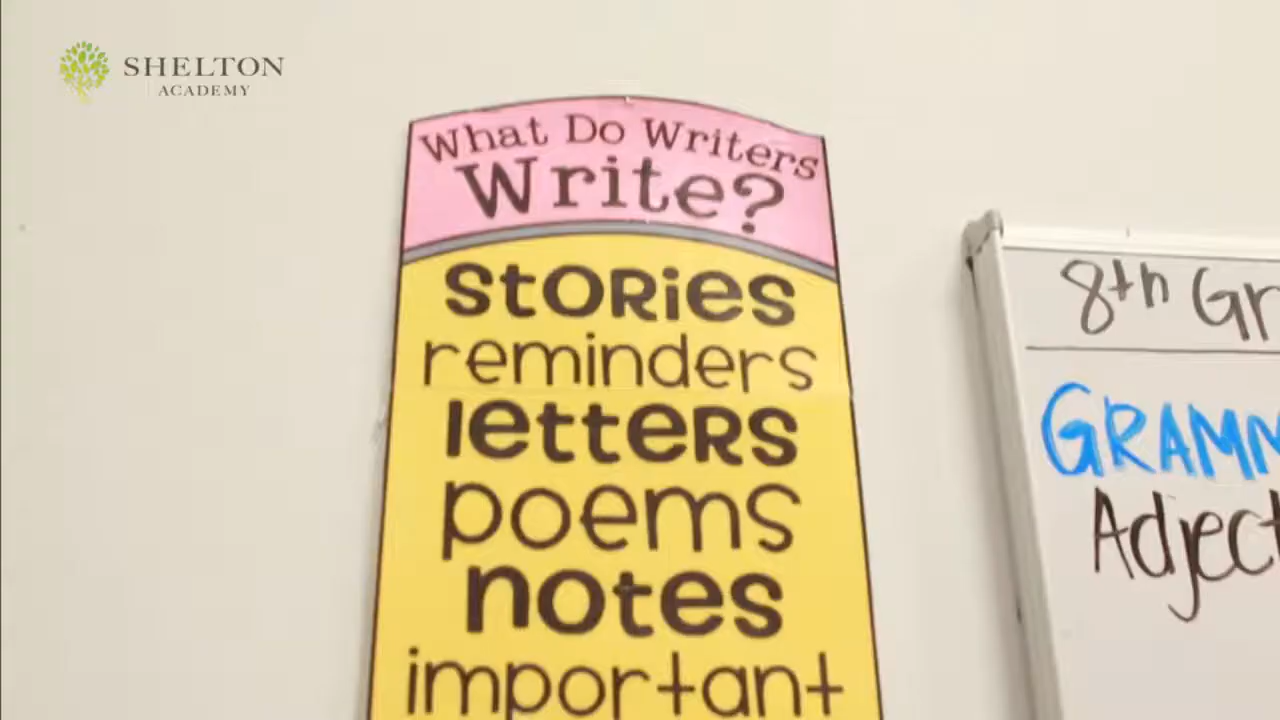 SHELTON
ACADEMY
What Do Writers
Write?
stories
reminders
letters
poems
notes
important
8th Gr
GRAMM
Adject